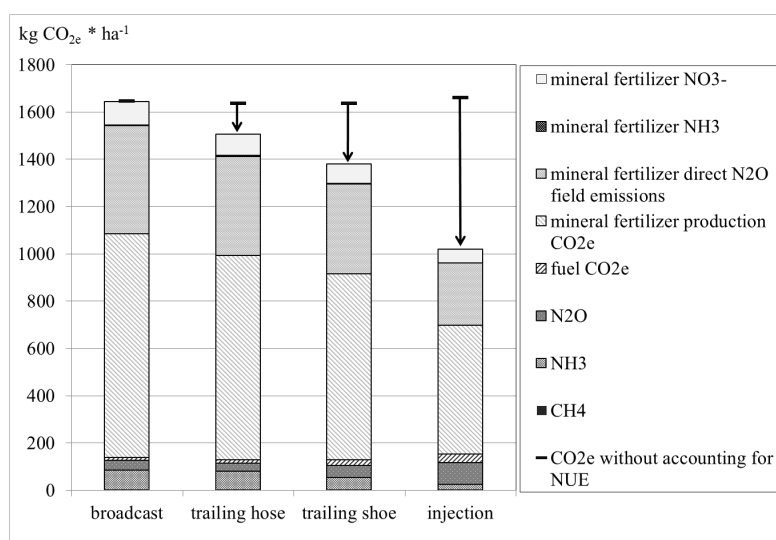 kg CO2e * ha-1
1800
1600
1400
1200
1000
800
600
400
200
0
broadcast trailing hose trailing shoe injection
mineral fertilizer NO3-
mineral fertilizer NH3
mineral fertilizer direct N2O
field emissions
mineral fertilizer production
CO2e
fuel CO2e
N2O
NH3
CH4
CO2e without accounting for
NUE